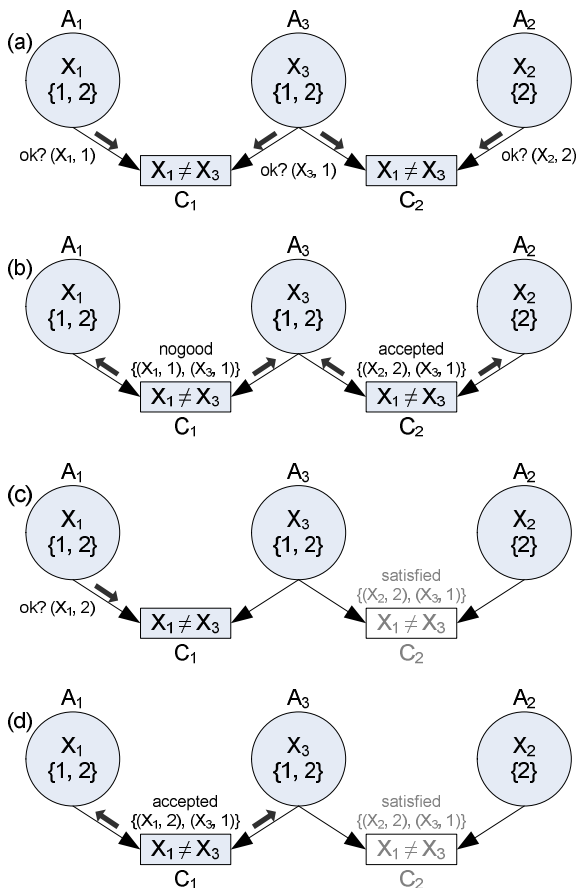 (a)
A₁
A₃
A₂
X₁
{1, 2}
X₃
{1, 2}
X₂
{2}
ok? (X₁, 1)
X₁ ≠ X₃
C₁
ok? (X₃, 1)
X₁ ≠ X₃
C₂
ok? (X₂, 2)
(b)
A₁
A₃
A₂
X₁
{1, 2}
X₃
{1, 2}
X₂
{2}
nogood
{(X₁, 1), (X₃, 1)}
X₁ ≠ X₃
C₁
accepted
{(X₂, 2), (X₃, 1)}
X₁ ≠ X₃
C₂
(c)
A₁
A₃
A₂
X₁
{1, 2}
X₃
{1, 2}
X₂
{2}
ok? (X₁, 2)
X₁ ≠ X₃
C₁
satisfied
{(X₂, 2), (X₃, 1)}
X₁ ≠ X₃
C₂
(d)
A₁
A₃
A₂
X₁
{1, 2}
X₃
{1, 2}
X₂
{2}
accepted
{(X₁, 2), (X₃, 1)}
X₁ ≠ X₃
C₁
satisfied
{(X₂, 2), (X₃, 1)}
X₁ ≠ X₃
C₂